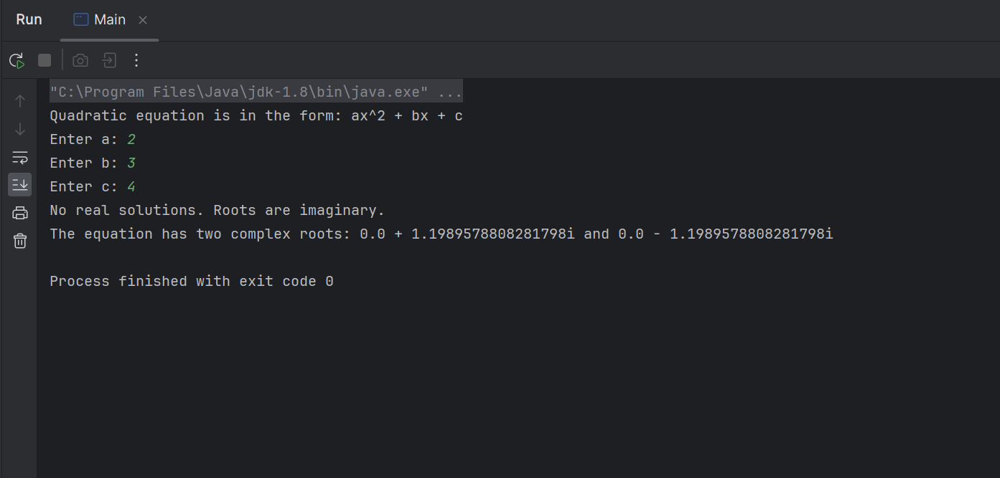 Run Main
"C:\Program Files\Java\jdk-1.8\bin\java.exe" ...
Quadratic equation is in the form: ax^2 + bx + c
Enter a: 2
Enter b: 3
Enter c: 4
No real solutions. Roots are imaginary.
The equation has two complex roots: 0.0 + 1.1989578808281798i and 0.0 - 1.1989578808281798i
Process finished with exit code 0